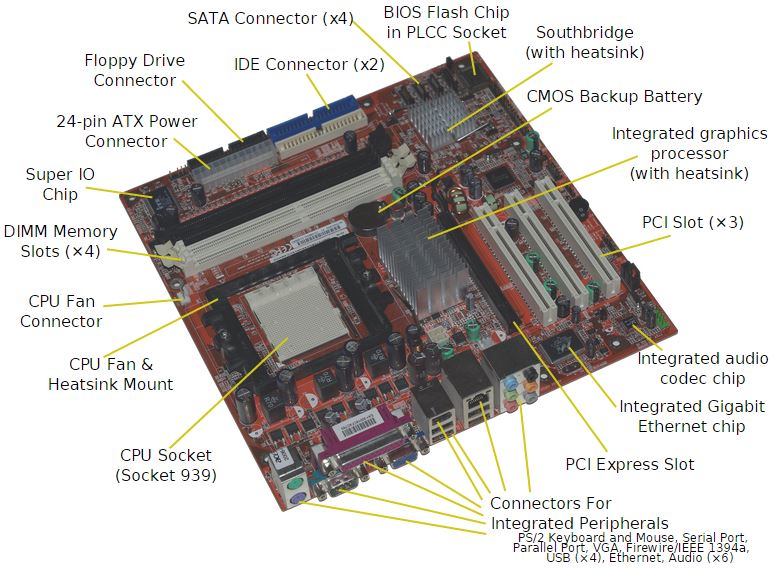 SATA Connector (x4)
BIOS Flash Chip
in PLCC Socket
Floppy Drive
Connector
IDE Connector (×2)
Southbridge
(with heatsink)
CMOS Backup Battery
24-pin ATX Power
Connector
Integrated graphics
processor
(with heatsink)
Super IO
Chip
PCI Slot (×3)
DIMM Memory
Slots (×4)
CPU Fan
Connector
CPU Fan &
Heatsink Mount
Integrated audio
codec chip
Integrated Gigabit
Ethernet chip
CPU Socket
(Socket 939)
PCI Express Slot
Connectors For
Integrated Peripherals
PS/2 Keyboard and Mouse, Serial Port,
Parallel Port, VGA, Firewire/IEEE 1394a,
USB (×4), Ethernet, Audio (×6)